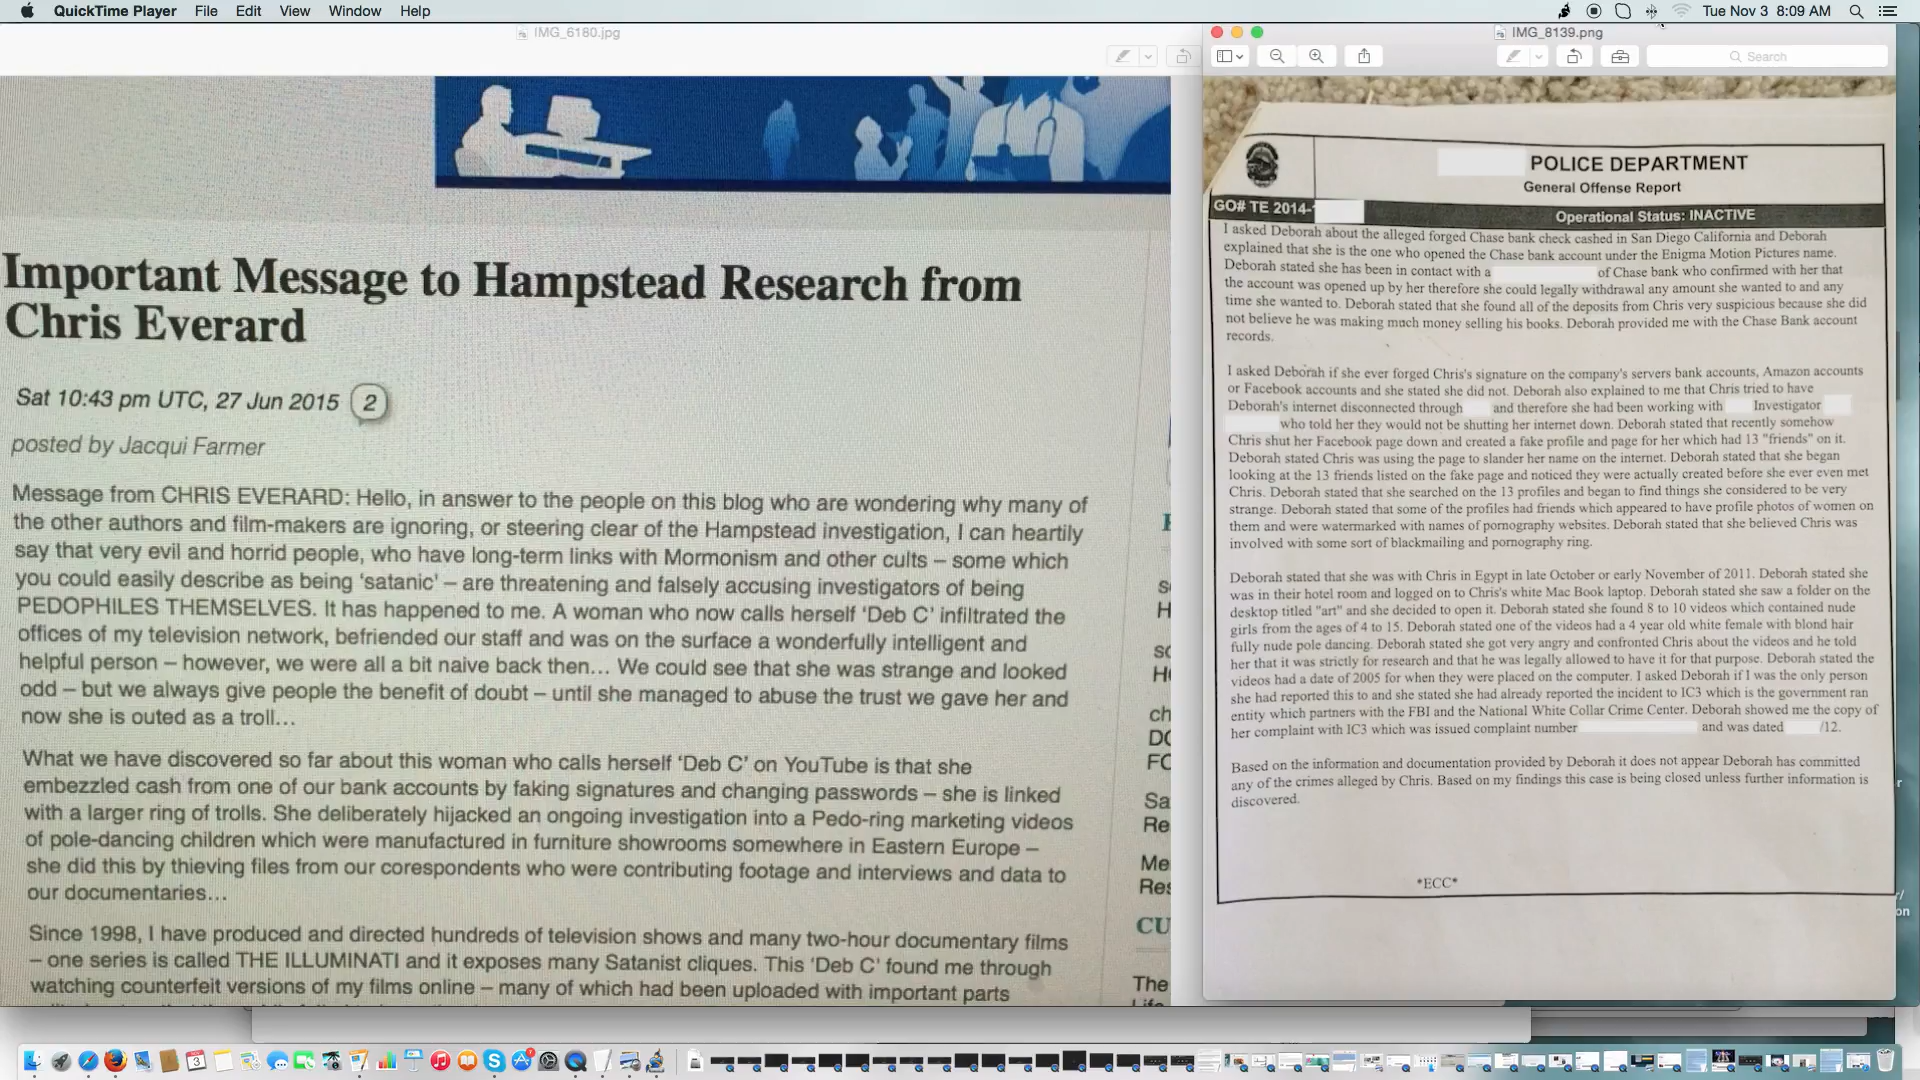 QuickTime Player File Edit View Window Help
Tue Nov 3 8:09 AM
IMG_6180.jpg
Important Message to Hampstead Research from
Chris Everard
Sat 10:43 pm UTC, 27 Jun 2015 2
posted by Jacqui Farmer
Message from CHRIS EVERARD: Hello, in answer to the people on this blog who are wondering why many of
the other authors and film-makers are ignoring, or steering clear of the Hampstead investigation, I can heartily
say that very evil and horrid people, who have long-term links with Mormonism and other cults – some which
you could easily describe as being 'satanic' – are threatening and falsely accusing investigators of being
PEDOPHILES THEMSELVES. It has happened to me. A woman who now calls herself 'Deb C' infiltrated the
offices of my television network, befriended our staff and was on the surface a wonderfully intelligent and
helpful person – however, we were all a bit naive back then... We could see that she was strange and looked
odd – but we always give people the benefit of doubt – until she managed to abuse the trust we gave her and
now she is outed as a troll...
What we have discovered so far about this woman who calls herself 'Deb C' on YouTube is that she
embezzled cash from one of our bank accounts by faking signatures and changing passwords – she is linked
with a larger ring of trolls. She deliberately hijacked an ongoing investigation into a Pedo-ring marketing videos
of pole-dancing children which were manufactured in furniture showrooms somewhere in Eastern Europe –
she did this by thieving files from our corespondents who were contributing footage and interviews and data to
our documentaries...
Since 1998, I have produced and directed hundreds of television shows and many two-hour documentary films
– one series is called THE ILLUMINATI and it exposes many Satanist cliques. This 'Deb C' found me through
watching counterfeit versions of my films online – many of which had been uploaded with important parts
sc
ch
DC
FC
Sa
Re
Me
Res
CU
The
IMG_8139.png
Search
POLICE DEPARTMENT
General Offense Report
GO# TE 2014-
Operational Status: INACTIVE
I asked Deborah about the alleged forged Chase bank check cashed in San Diego California and Deborah
explained that she is the one who opened the Chase bank account under the Enigma Motion Pictures name.
Deborah stated she has been in contact with a of Chase bank who confirmed with her that
the account was opened up by her therefore she could legally withdrawal any amount she wanted to and any
time she wanted to. Deborah stated that she found all of the deposits from Chris very suspicious because she did
not believe he was making much money selling his books. Deborah provided me with the Chase Bank account
records.
I asked Deborah if she ever forged Chris's signature on the company's servers bank accounts, Amazon accounts
or Facebook accounts and she stated she did not. Deborah also explained to me that Chris tried to have
Deborah's internet disconnected through and therefore she had been working with Investigator
who told her they would not be shutting her internet down. Deborah stated that recently somehow
Chris shut her Facebook page down and created a fake profile and page for her which had 13 "friends" on it.
Deborah stated Chris was using the page to slander her name on the internet. Deborah stated that she began
looking at the 13 friends listed on the fake page and noticed they were actually created before she ever even met
Chris. Deborah stated that she searched on the 13 profiles and began to find things she considered to be very
strange. Deborah stated that some of the profiles had friends which appeared to have profile photos of women on
them and were watermarked with names of pornography websites. Deborah stated that she believed Chris was
involved with some sort of blackmailing and pornography ring.
Deborah stated that she was with Chris in Egypt in late October or early November of 2011. Deborah stated she
was in their hotel room and logged on to Chris's white Mac Book laptop. Deborah stated she saw a folder on the
desktop titled "art" and she decided to open it. Deborah stated she found 8 to 10 videos which contained nude
girls from the ages of 4 to 15. Deborah stated one of the videos had a 4 year old white female with blond hair
fully nude pole dancing. Deborah stated she got very angry and confronted Chris about the videos and he told
her that it was strictly for research and that he was legally allowed to have it for that purpose. Deborah stated the
videos had a date of 2005 for when they were placed on the computer. I asked Deborah if I was the only person
she had reported this to and she stated she had already reported the incident to IC3 which is the government ran
entity which partners with the FBI and the National White Collar Crime Center. Deborah showed me the copy of
her complaint with IC3 which was issued complaint number and was dated /12.
Based on the information and documentation provided by Deborah it does not appear Deborah has committed
any of the crimes alleged by Chris. Based on my findings this case is being closed unless further information is
discovered.
*ECC*